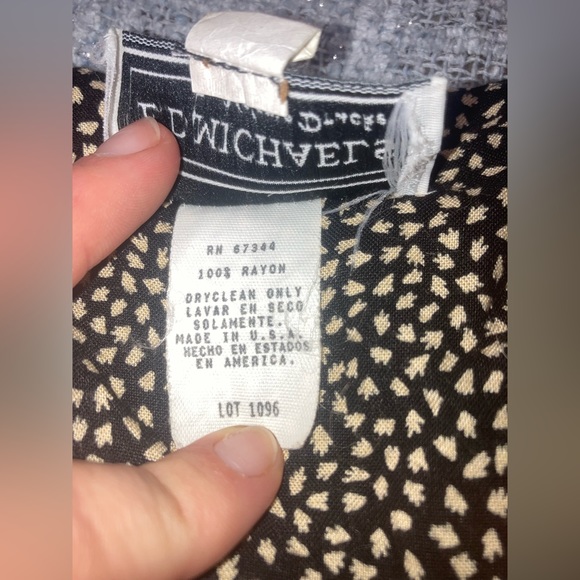 MICHAELS
RN 67344
100% RAYON
DRYCLEAN ONLY
LAVAR EN SECO
SOLAMENTE.
MADE IN U.S.A.
HECHO EN ESTADOS
EN AMERICA.
LOT 1096